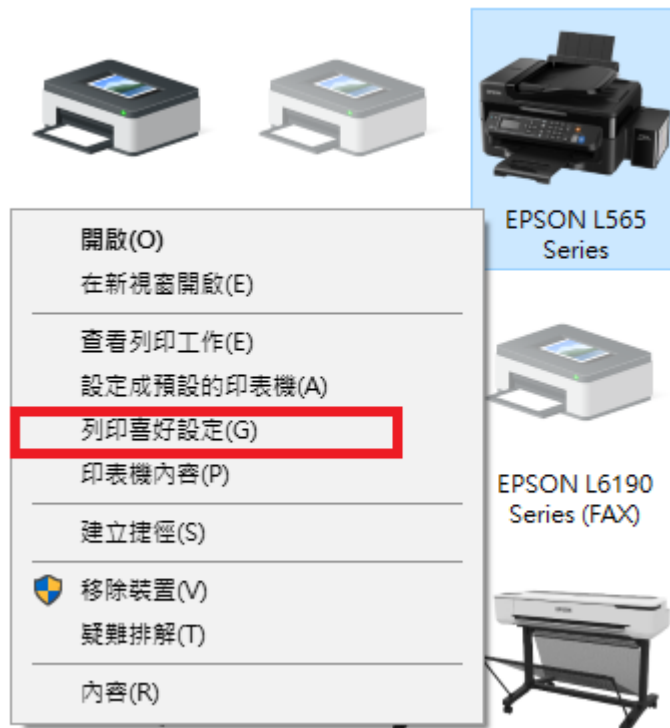 EPSON L565
Series
開啟(O)
在新視窗開啟(E)
查看列印工作(E)
設定成預設的印表機(A)
列印喜好設定(G)
印表機內容(P)
建立捷徑(S)
移除裝置(V)
疑難排解(T)
內容(R)
EPSON L6190
Series (FAX)